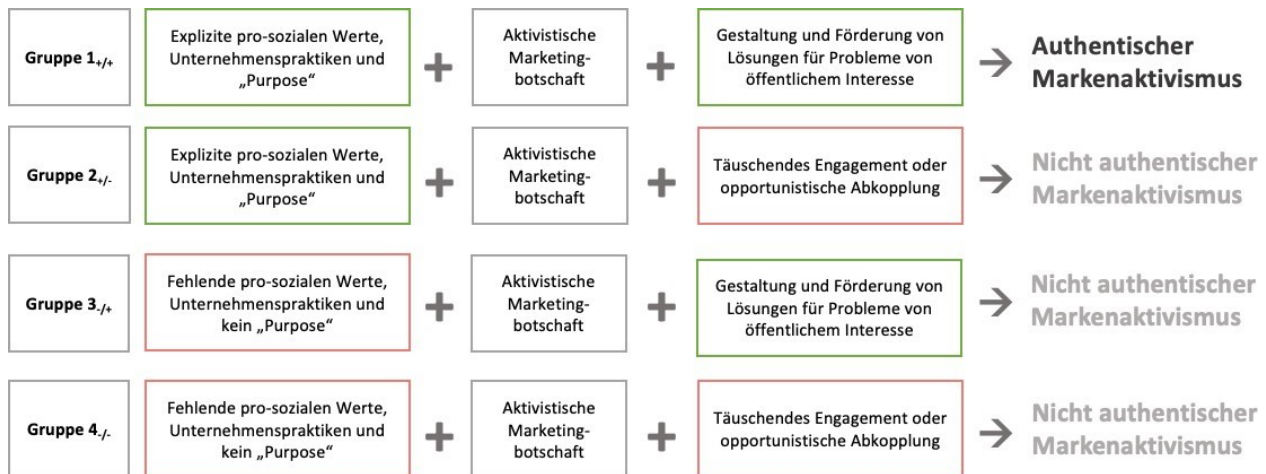 Gruppe 1+/+
Explizite pro-sozialen Werte,
Unternehmenspraktiken und
„Purpose“
+
Aktivistische
Marketing-
botschaft
+
Gestaltung und Förderung von
Lösungen für Probleme von
öffentlichem Interesse
→
Authentischer
Markenaktivismus
Gruppe 2+/-
Explizite pro-sozialen Werte,
Unternehmenspraktiken und
„Purpose“
+
Aktivistische
Marketing-
botschaft
+
Täuschendes Engagement oder
opportunistische Abkopplung
→
Nicht authentischer
Markenaktivismus
Gruppe 3-/+
Fehlende pro-sozialen Werte,
Unternehmenspraktiken und
kein „Purpose“
+
Aktivistische
Marketing-
botschaft
+
Gestaltung und Förderung von
Lösungen für Probleme von
öffentlichem Interesse
→
Nicht authentischer
Markenaktivismus
Gruppe 4-/-
Fehlende pro-sozialen Werte,
Unternehmenspraktiken und
kein „Purpose“
+
Aktivistische
Marketing-
botschaft
+
Täuschendes Engagement oder
opportunistische Abkopplung
→
Nicht authentischer
Markenaktivismus